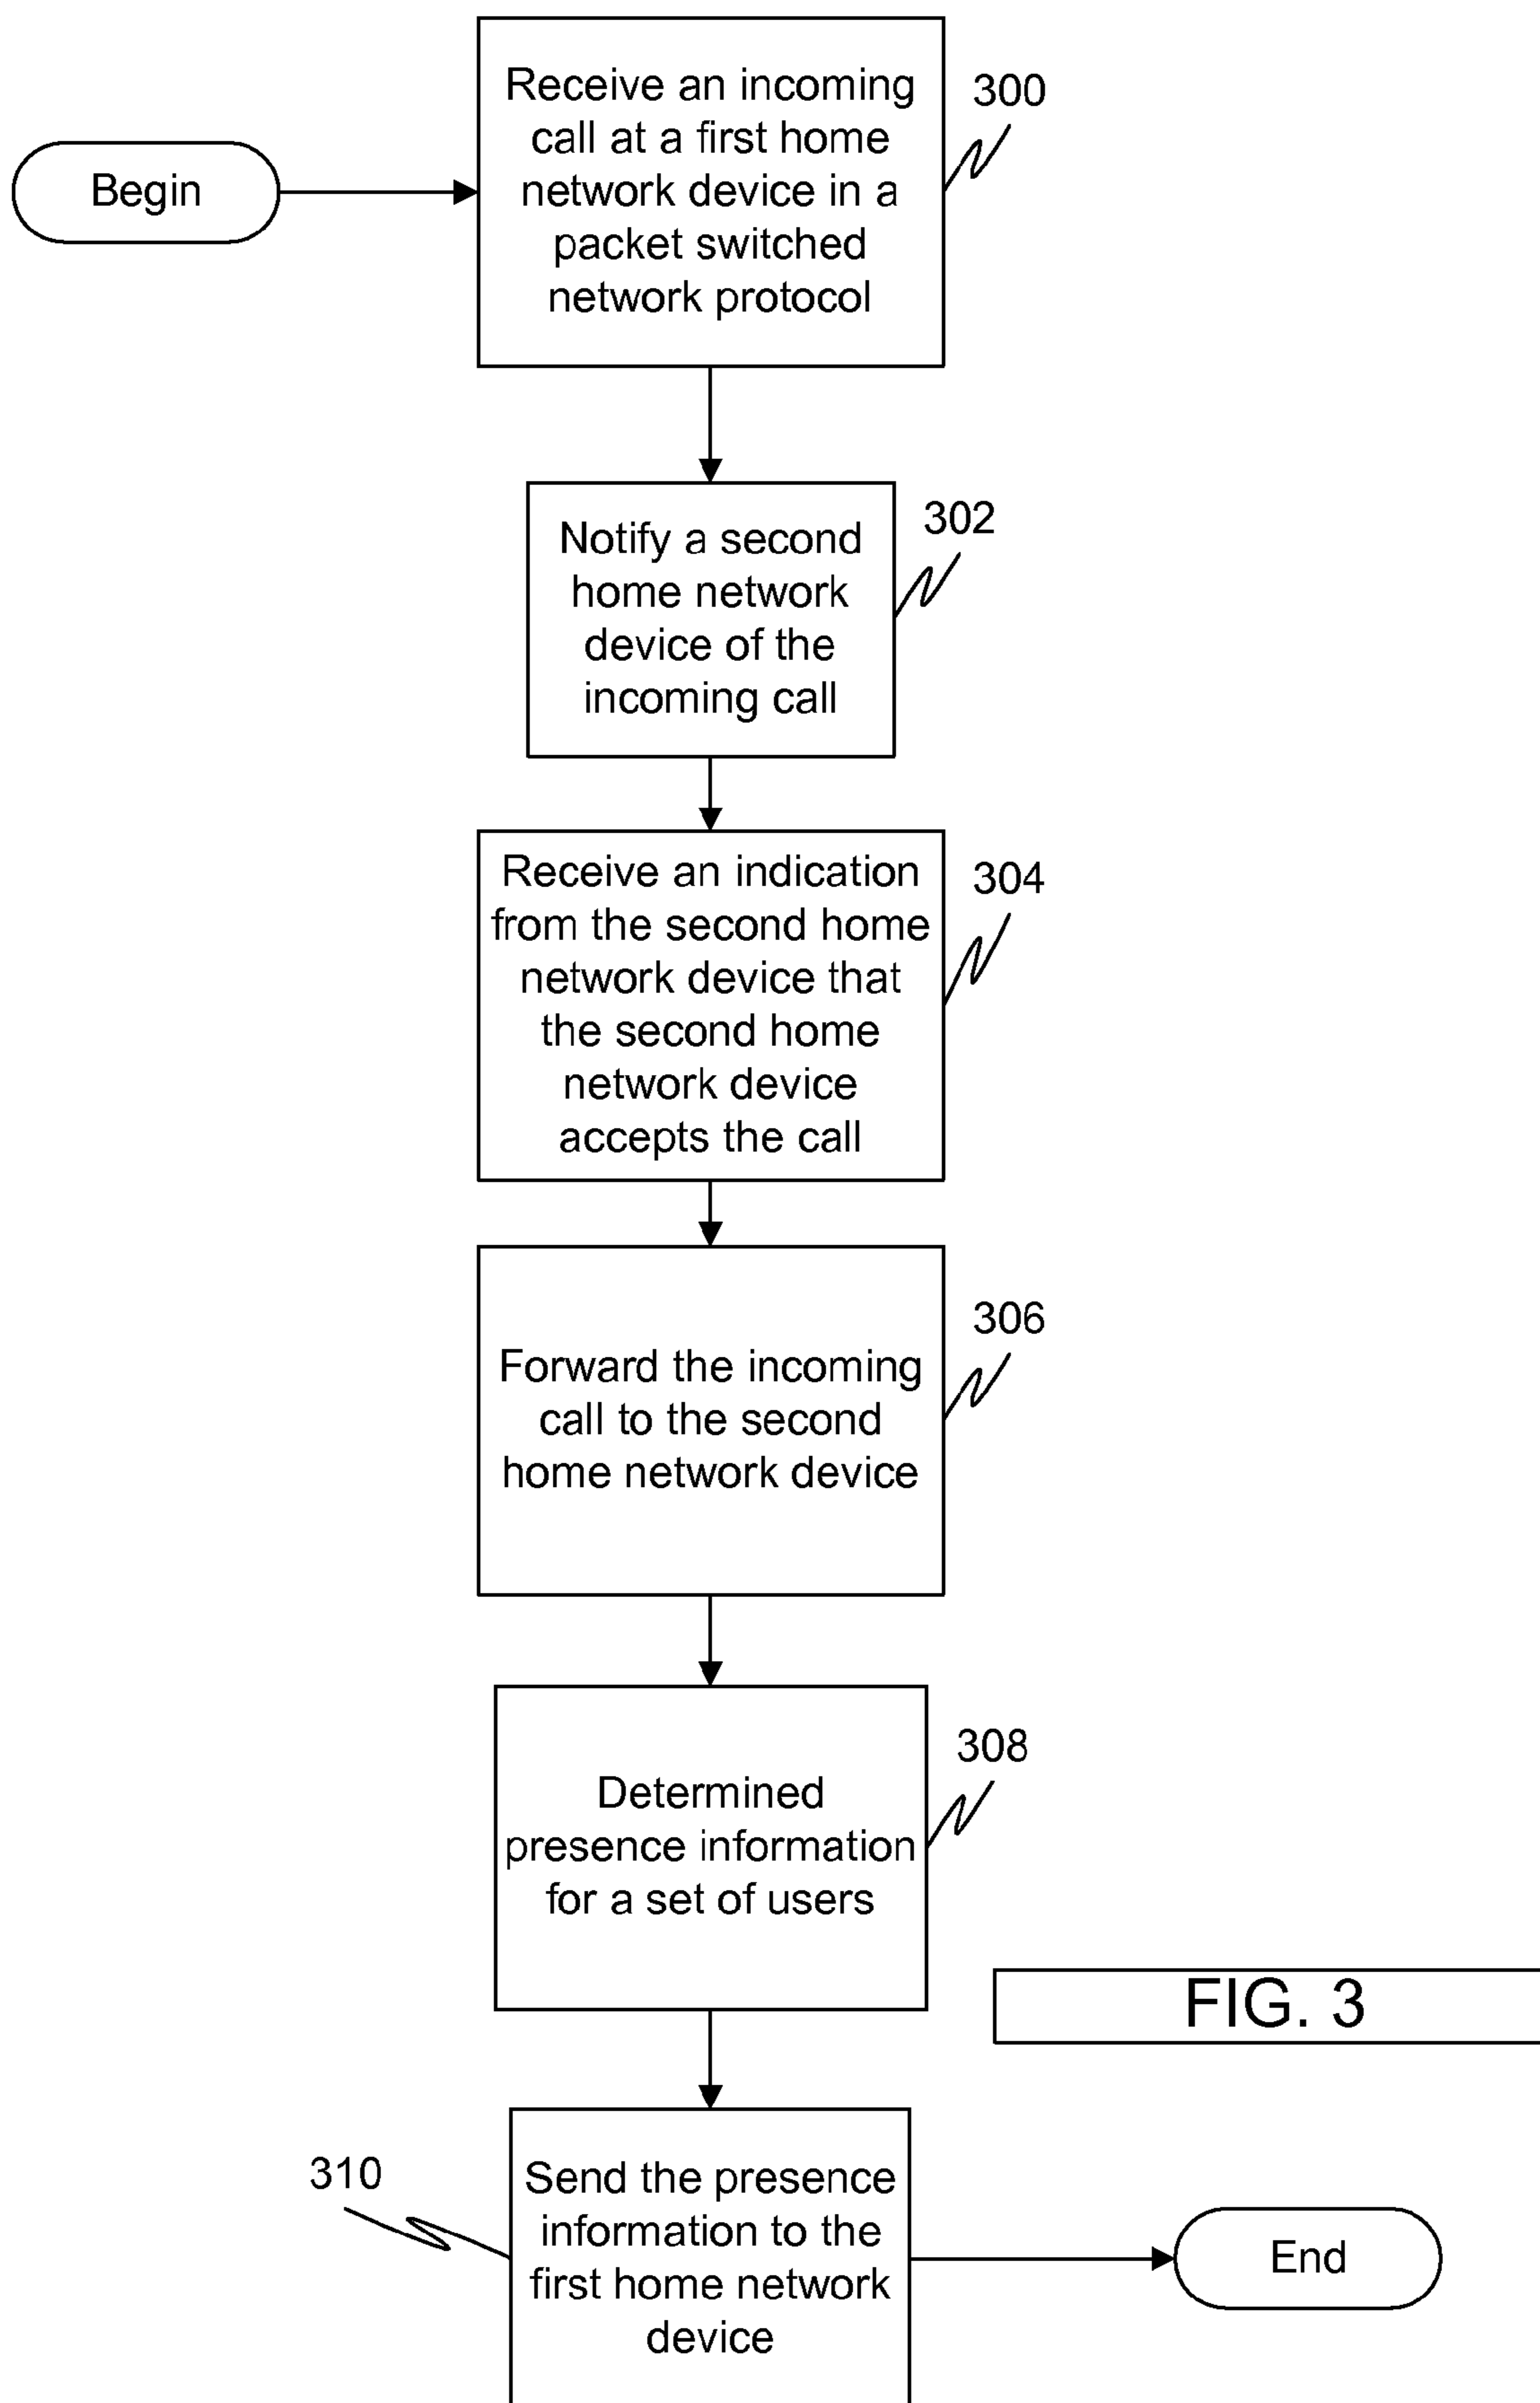 Begin
Receive an incoming
call at a first home
network device in a
packet switched
network protocol
300
Notify a second
home network
device of the
incoming call
302
Receive an indication
from the second home
network device that
the second home
network device
accepts the call
304
Forward the incoming
call to the second
home network device
306
Determined
presence information
for a set of users
308
FIG. 3
310
Send the presence
information to the
first home network
device
End